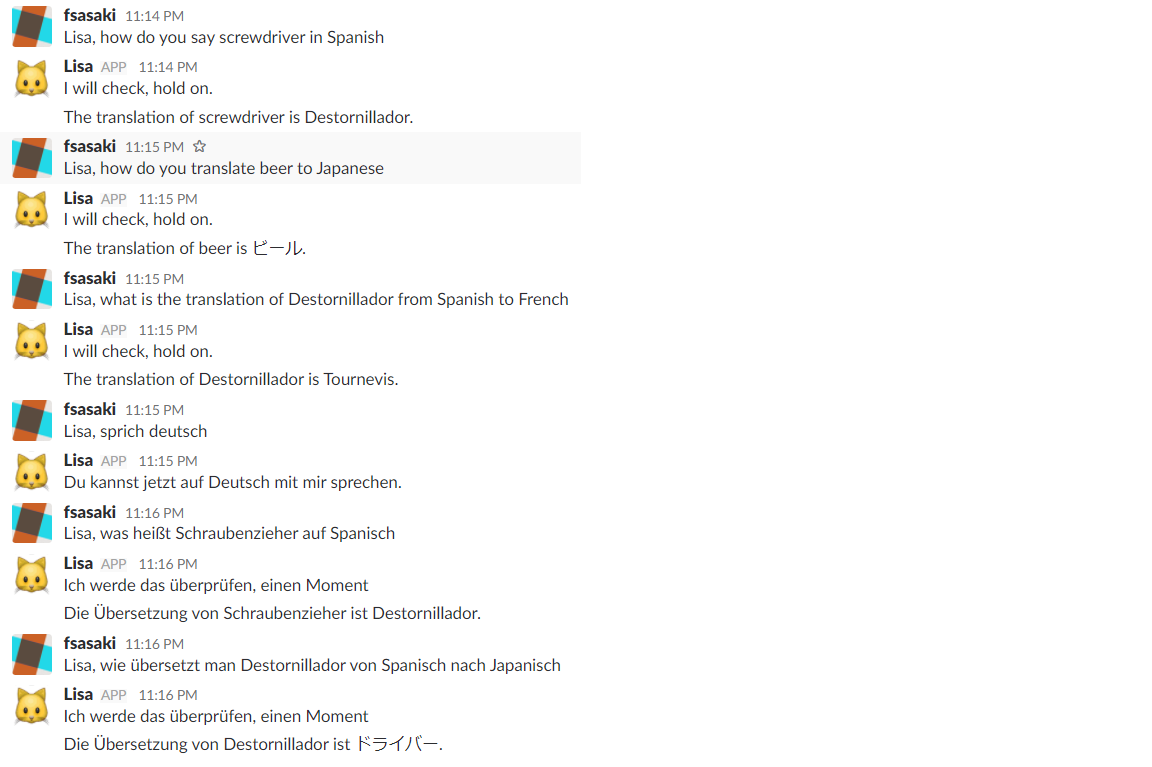 fsasaki 11:14 PM
Lisa, how do you say screwdriver in Spanish
Lisa APP 11:14 PM
I will check, hold on.
The translation of screwdriver is Destornillador.
fsasaki 11:15 PM
Lisa, how do you translate beer to Japanese
Lisa APP 11:15 PM
I will check, hold on.
The translation of beer is ビール.
fsasaki 11:15 PM
Lisa, what is the translation of Destornillador from Spanish to French
Lisa APP 11:15 PM
I will check, hold on.
The translation of Destornillador is Tournevis.
fsasaki 11:15 PM
Lisa, sprich deutsch
Lisa APP 11:15 PM
Du kannst jetzt auf Deutsch mit mir sprechen.
fsasaki 11:16 PM
Lisa, was heißt Schraubenzieher auf Spanisch
Lisa APP 11:16 PM
Ich werde das überprüfen, einen Moment
Die Übersetzung von Schraubenzieher ist Destornillador.
fsasaki 11:16 PM
Lisa, wie übersetzt man Destornillador von Spanisch nach Japanisch
Lisa APP 11:16 PM
Ich werde das überprüfen, einen Moment
Die Übersetzung von Destornillador ist ドライバー.